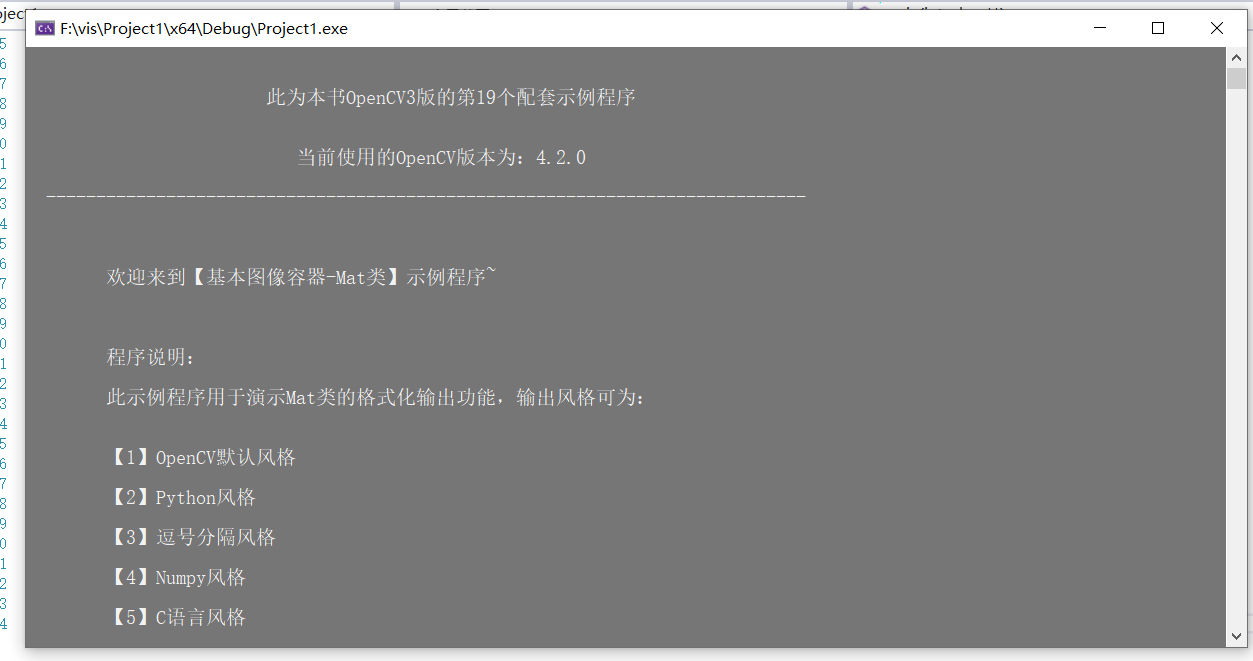 F:\vis\Project1\x64\Debug\Project1.exe
此为本书OpenCV3版的第19个配套示例程序
当前使用的OpenCV版本为：4.2.0
----------------------------------------------------------------------------
欢迎来到【基本图像容器-Mat类】示例程序~
程序说明：
此示例程序用于演示Mat类的格式化输出功能，输出风格可为：
【1】OpenCV默认风格
【2】Python风格
【3】逗号分隔风格
【4】Numpy风格
【5】C语言风格